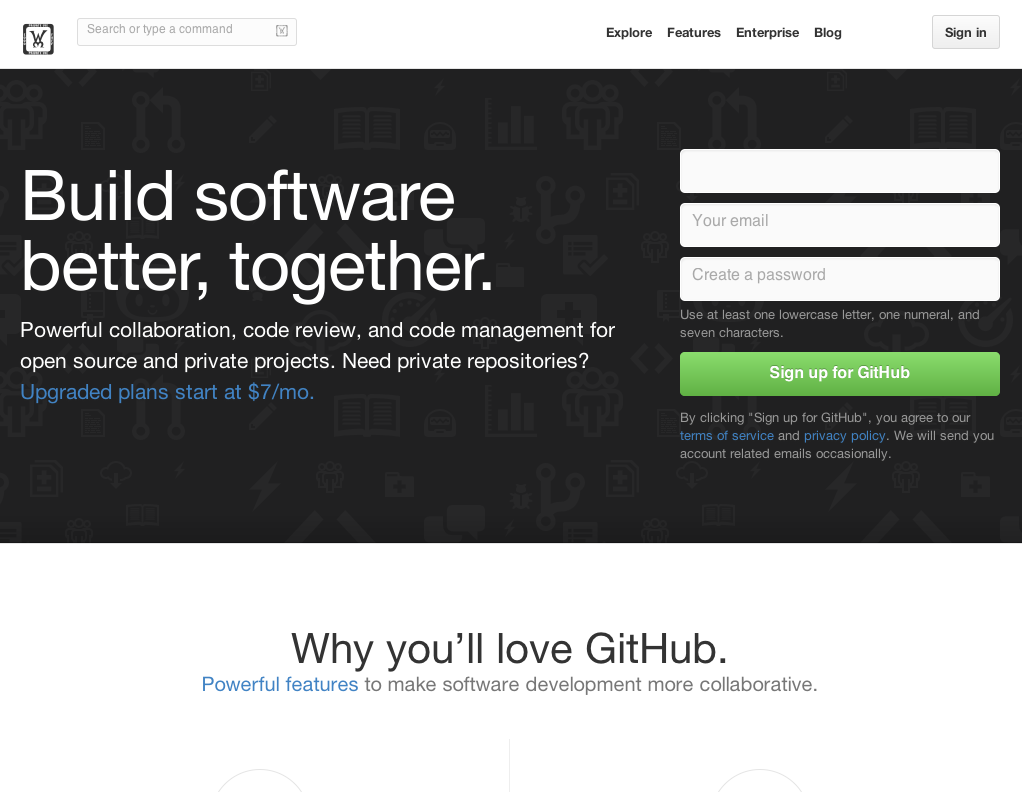 Search or type a command
Explore
Features
Enterprise
Blog
Sign in
Build software
better, together.
Powerful collaboration, code review, and code management for
open source and private projects. Need private repositories?
Upgraded plans start at $7/mo.
Your email
Create a password
Use at least one lowercase letter, one numeral, and
seven characters.
Sign up for GitHub
By clicking "Sign up for GitHub", you agree to our
terms of service and privacy policy. We will send you
account related emails occasionally.
Why you’ll love GitHub.
Powerful features to make software development more collaborative.